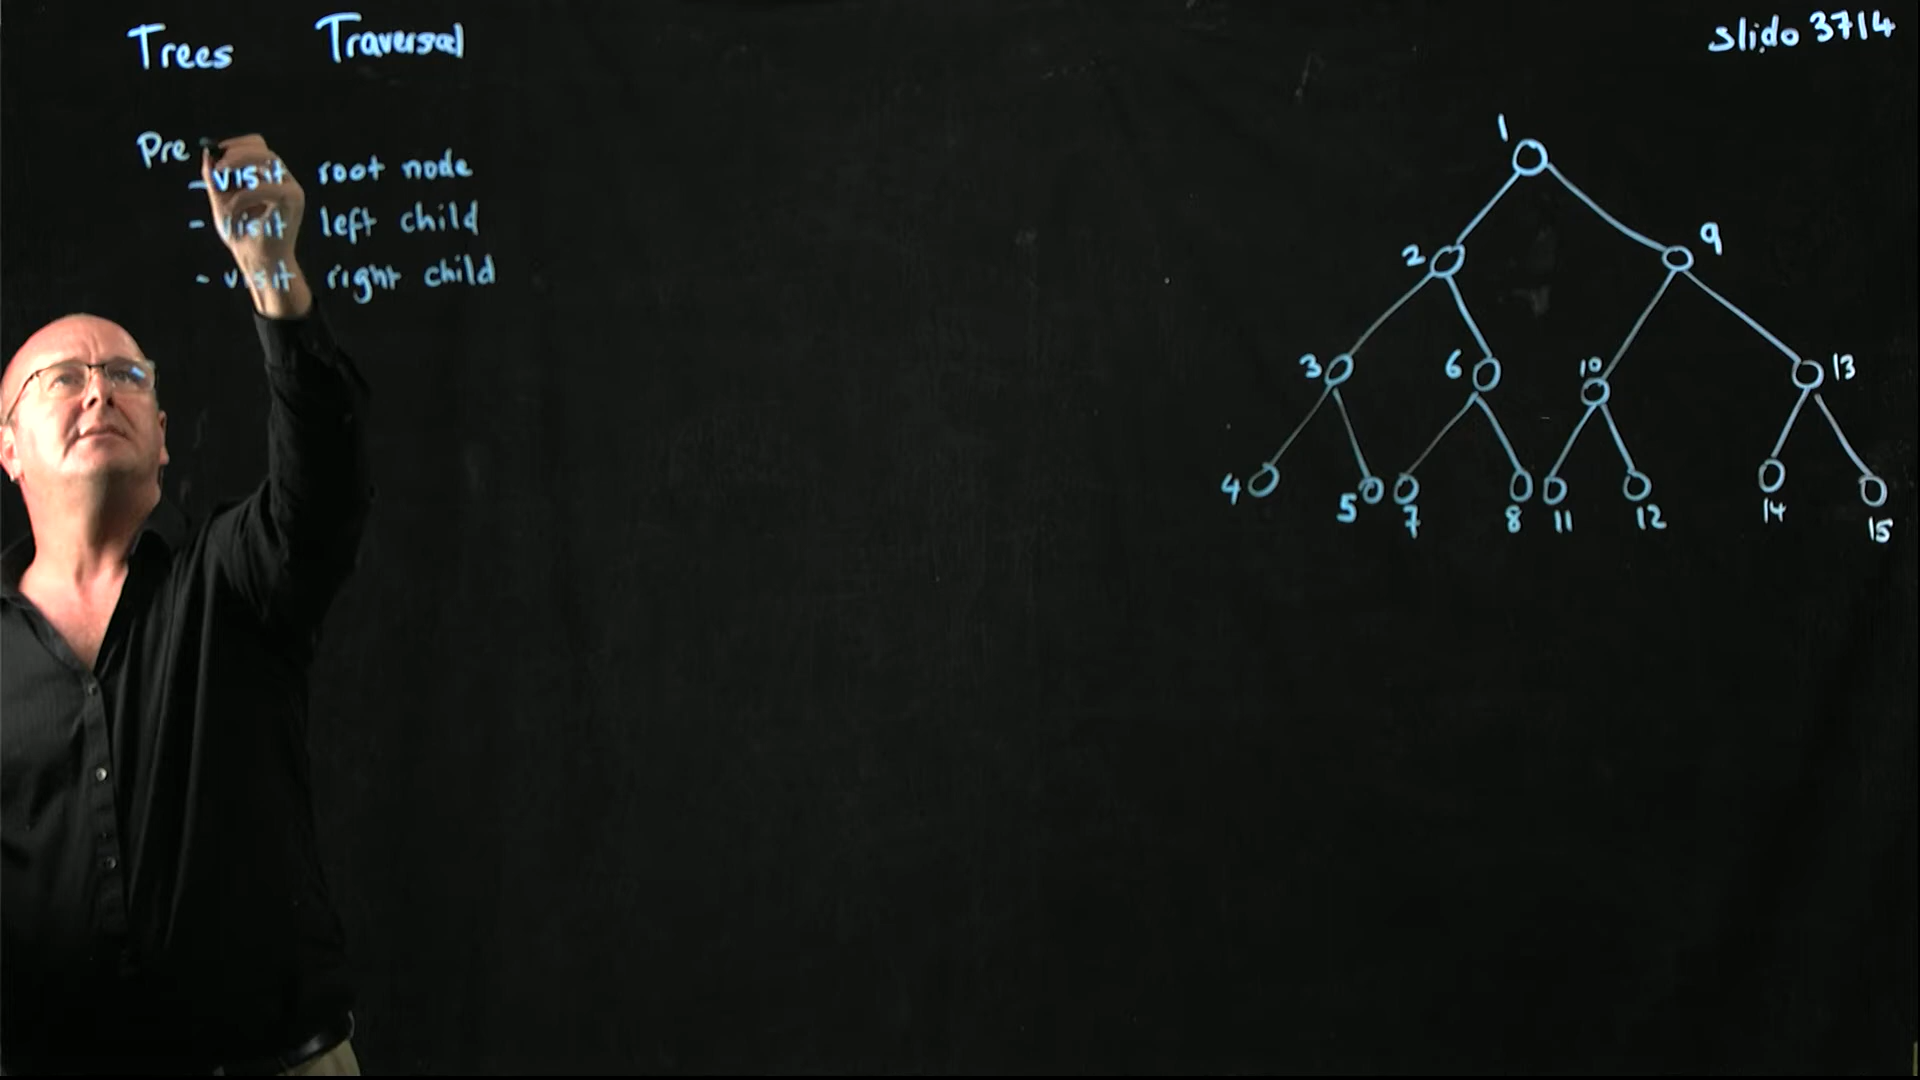 Trees Traversal
slido 3714
Pre
- visit root node
- visit left child
- visit right child
1
2
9
3
6
10
13
4
5
7
8
11
12
14
15